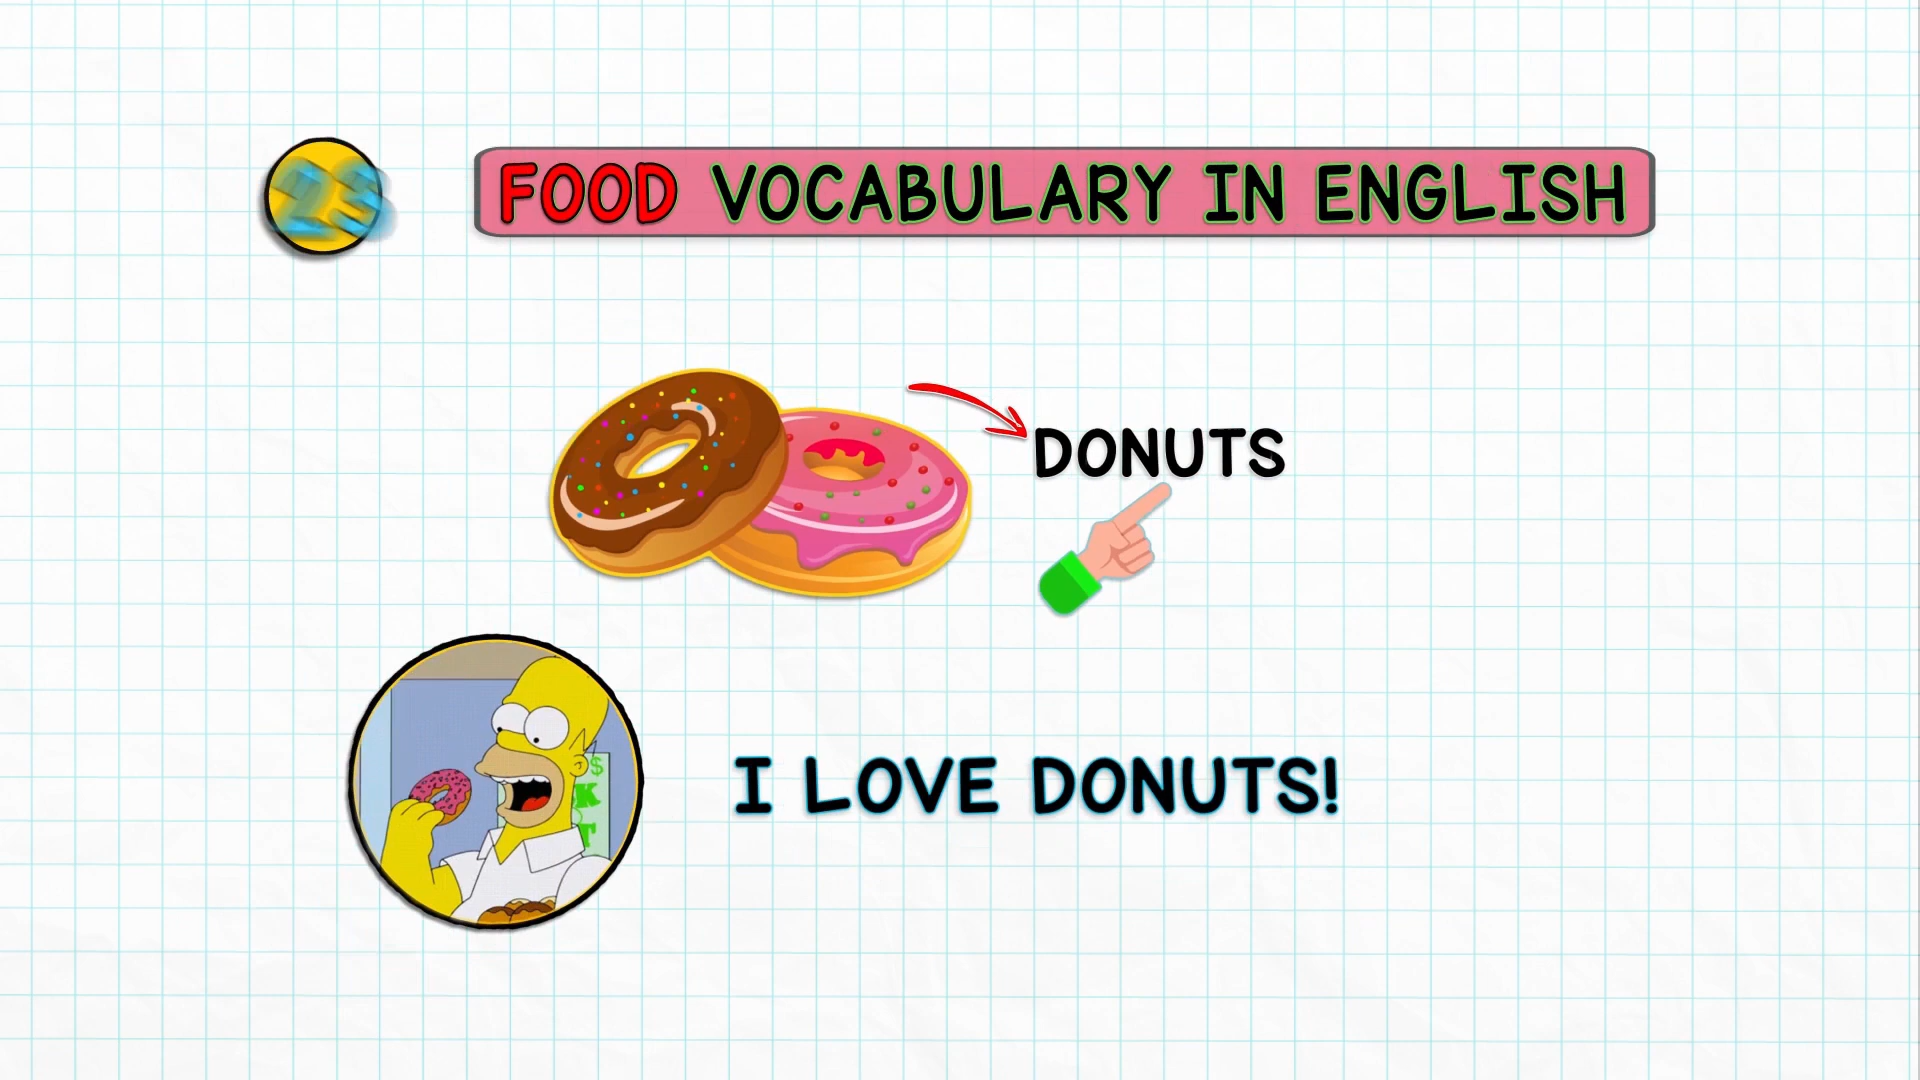 FOOD VOCABULARY IN ENGLISH
DONUTS
$
K
T
I LOVE DONUTS!